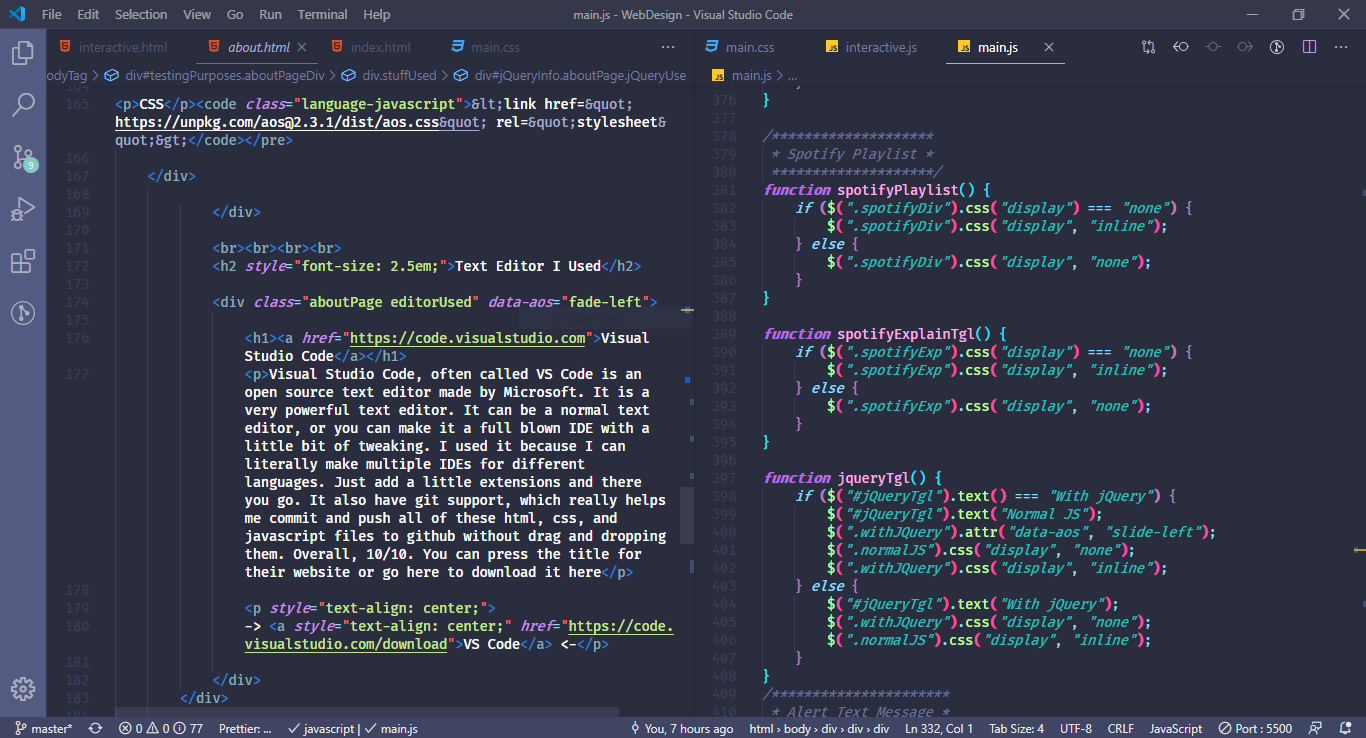 File Edit Selection View Go Run Terminal Help
main.js - WebDesign - Visual Studio Code
interactive.html about.html index.html main.css ...
odyTag > div#testingPurposes.aboutPageDiv > div.stuffUsed > div#jQueryInfo.aboutPage.jQueryUse
165 <p>CSS</p><code class="language-javascript">&lt;link href=&quot;
https://unpkg.com/aos@2.3.1/dist/aos.css&quot; rel=&quot;stylesheet&
quot;&gt;</code></pre>
166
167 </div>
168
169 </div>
170
171 <br><br><br><br>
172 <h2 style="font-size: 2.5em;">Text Editor I Used</h2>
173
174 <div class="aboutPage editorUsed" data-aos="fade-left">
175
176 <h1><a href="https://code.visualstudio.com">Visual
Studio Code</a></h1>
177 <p>Visual Studio Code, often called VS Code is an
open source text editor made by Microsoft. It is a
very powerful text editor. It can be a normal text
editor, or you can make it a full blown IDE with a
little bit of tweaking. I used it because I can
literally make multiple IDEs for different
languages. Just add a little extensions and there
you go. It also have git support, which really helps
me commit and push all of these html, css, and
javascript files to github without drag and dropping
them. Overall, 10/10. You can press the title for
their website or go here to download it here</p>
178
179 <p style="text-align: center;">
180 -> <a style="text-align: center;" href="https://code.
visualstudio.com/download">VS Code</a> <-</p>
181
182 </div>
183 </div>
main.css interactive.js main.js
main.js > ...
376 }
377
378 /********************
379 * Spotify Playlist *
380 ********************/
381 function spotifyPlaylist() {
382 if ($(".spotifyDiv").css("display") === "none") {
383 $(".spotifyDiv").css("display", "inline");
384 } else {
385 $(".spotifyDiv").css("display", "none");
386 }
387 }
388
389 function spotifyExplainTgl() {
390 if ($(".spotifyExp").css("display") === "none") {
391 $(".spotifyExp").css("display", "inline");
392 } else {
393 $(".spotifyExp").css("display", "none");
394 }
395 }
396
397 function jqueryTgl() {
398 if ($("#jQueryTgl").text() === "With jQuery") {
399 $("#jQueryTgl").text("Normal JS");
400 $(".withJQuery").attr("data-aos", "slide-left");
401 $(".normalJS").css("display", "none");
402 $(".withJQuery").css("display", "inline");
403 } else {
404 $("#jQueryTgl").text("With jQuery");
405 $(".withJQuery").css("display", "none");
406 $(".normalJS").css("display", "inline");
407 }
408 }
409 /**********************
410 * Alert Text Message *
9
master* 0 0 77 Prettier: ... javascript | main.js You, 7 hours ago html › body › div › div › div Ln 332, Col 1 Tab Size: 4 UTF-8 CRLF JavaScript Port : 5500